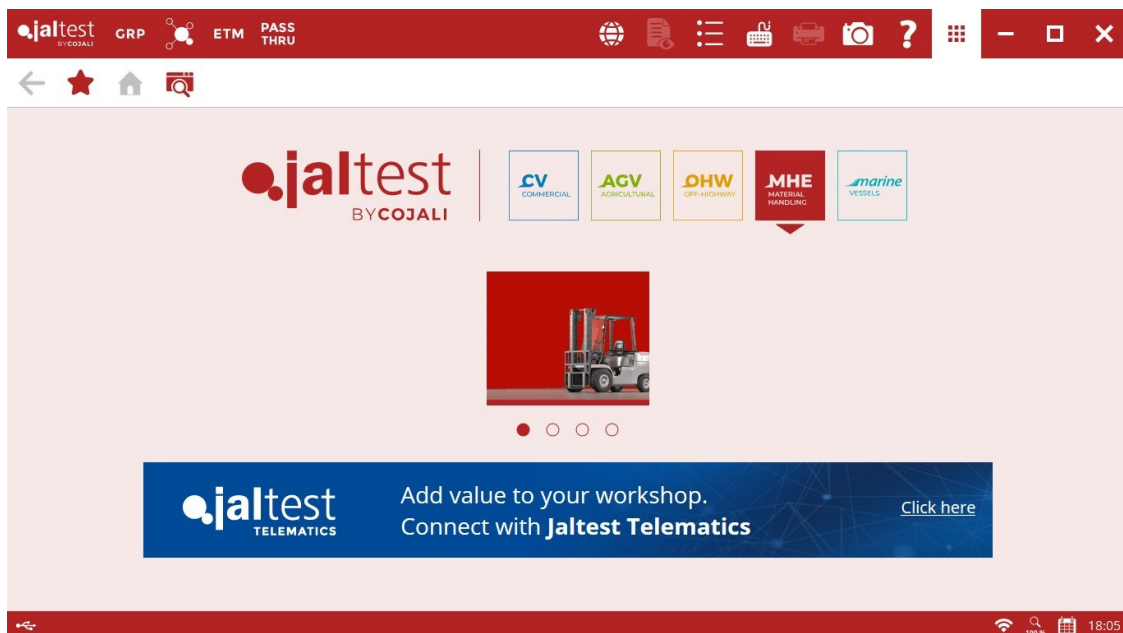 jaltest
BYCOJALI
GRP
ETM
PASS
THRU
?
jaltest
BYCOJALI
CV
COMMERCIAL
AGV
AGRICULTURAL
OHW
OFF-HIGHWAY
MHE
MATERIAL
HANDLING
marine
VESSELS
jaltest
TELEMATICS
Add value to your workshop.
Connect with Jaltest Telematics
Click here
100 %
18:05